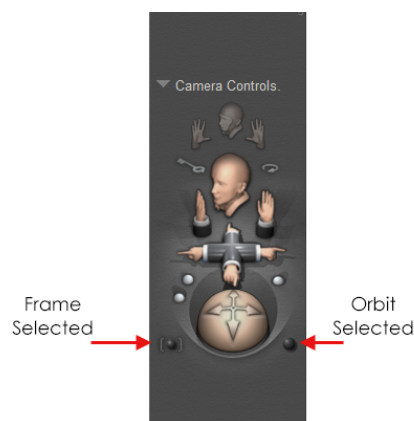 Camera Controls.
Frame
Selected
Orbit
Selected